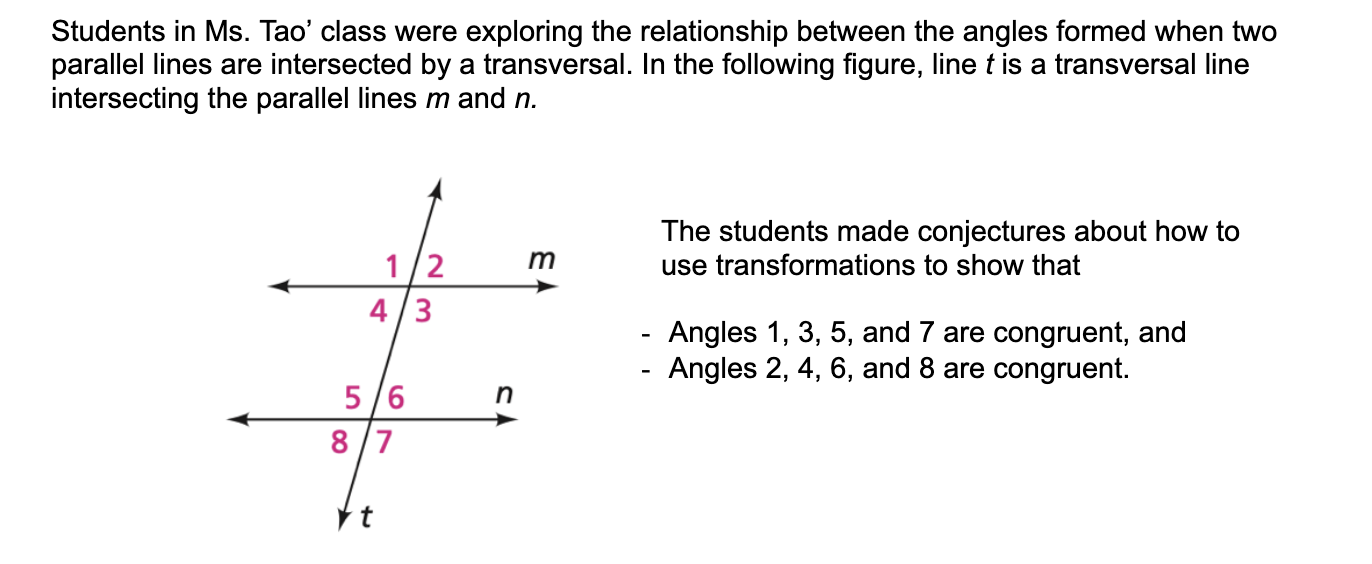 Students in Ms. Tao’ class were exploring the relationship between the angles formed when two
parallel lines are intersected by a transversal. In the following figure, line t is a transversal line
intersecting the parallel lines m and n.
1 2 m
4 3
5 6 n
8 7
t
The students made conjectures about how to
use transformations to show that
- Angles 1, 3, 5, and 7 are congruent, and
- Angles 2, 4, 6, and 8 are congruent.